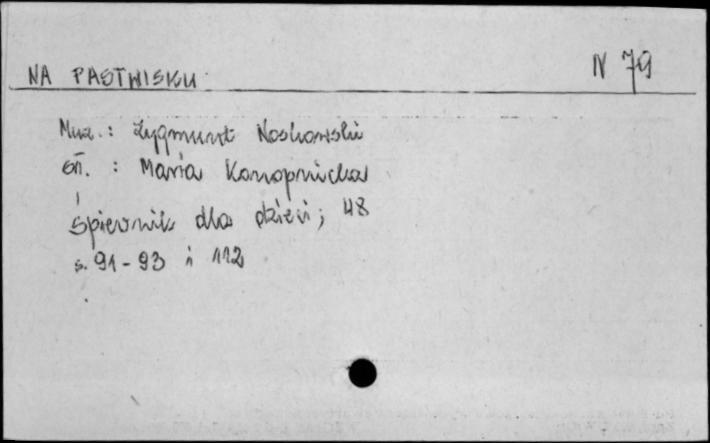 NA PASTWISKU
N 79
Muz. : Zygmunt Noskowski
sł. : Maria Konopnicka
Śpiewnik dla dzieci; 48
s. 91-93 i 112